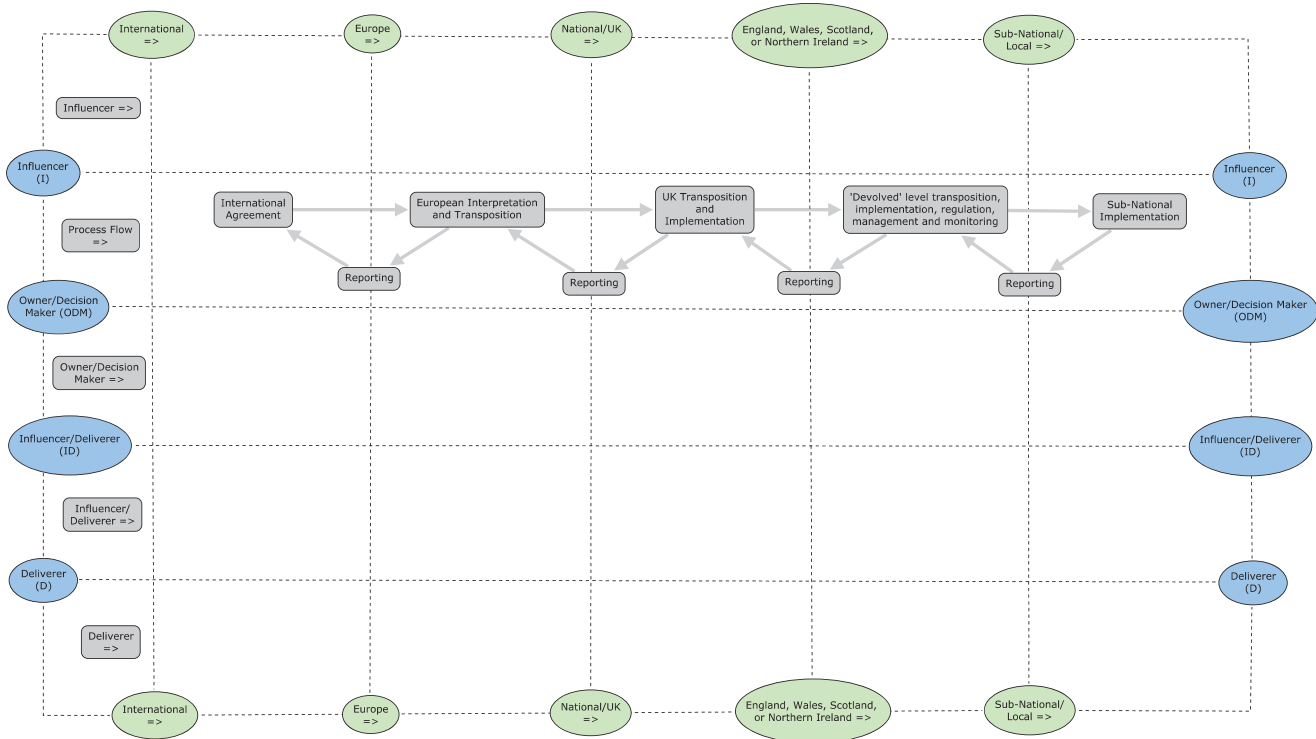 International
=>
Europe
=>
National/UK
=>
England, Wales, Scotland,
or Northern Ireland =>
Sub-National/
Local =>
Influencer =>
Influencer
(I)
Influencer
(I)
International
Agreement
European Interpretation
and Transposition
UK Transposition
and
Implementation
'Devolved' level transposition,
implementation, regulation,
management and monitoring
Sub-National
Implementation
Process Flow
=>
Reporting
Reporting
Reporting
Reporting
Owner/Decision
Maker (ODM)
Owner/Decision Maker
(ODM)
Owner/Decision
Maker =>
Influencer/Deliverer
(ID)
Influencer/Deliverer
(ID)
Influencer/
Deliverer =>
Deliverer
(D)
Deliverer
(D)
Deliverer
=>
International
=>
Europe
=>
National/UK
=>
England, Wales, Scotland,
or Northern Ireland =>
Sub-National/
Local =>